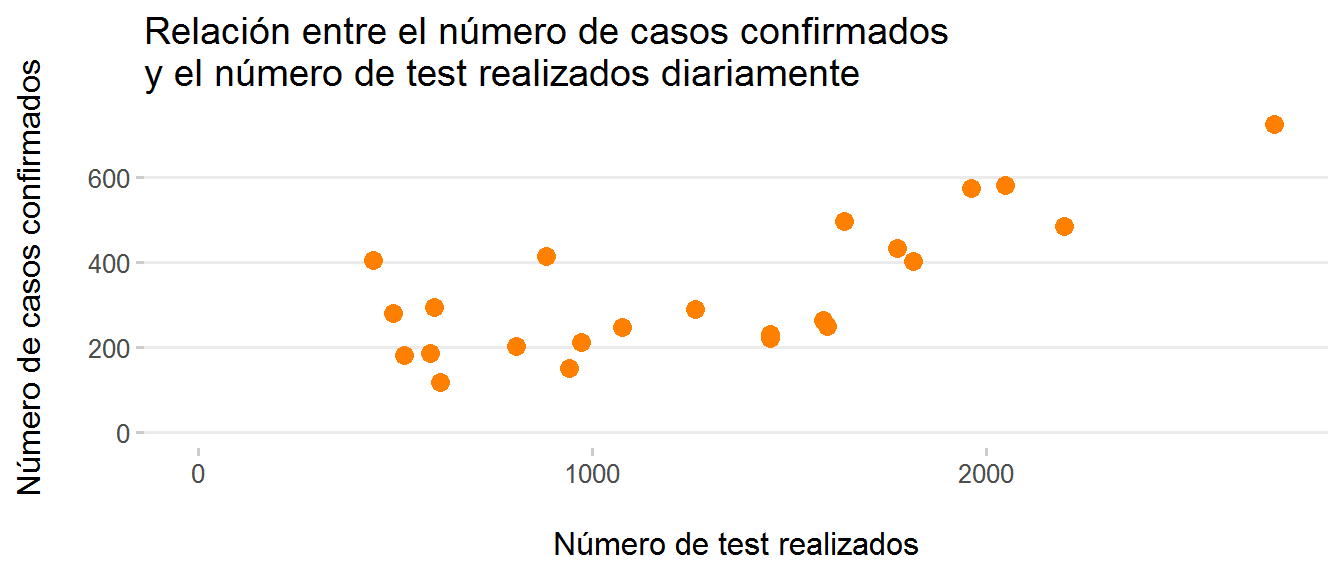 Relación entre el número de casos confirmados
y el número de test realizados diariamente
Número de casos confirmados
600
400
200
0
0
1000
2000
Número de test realizados